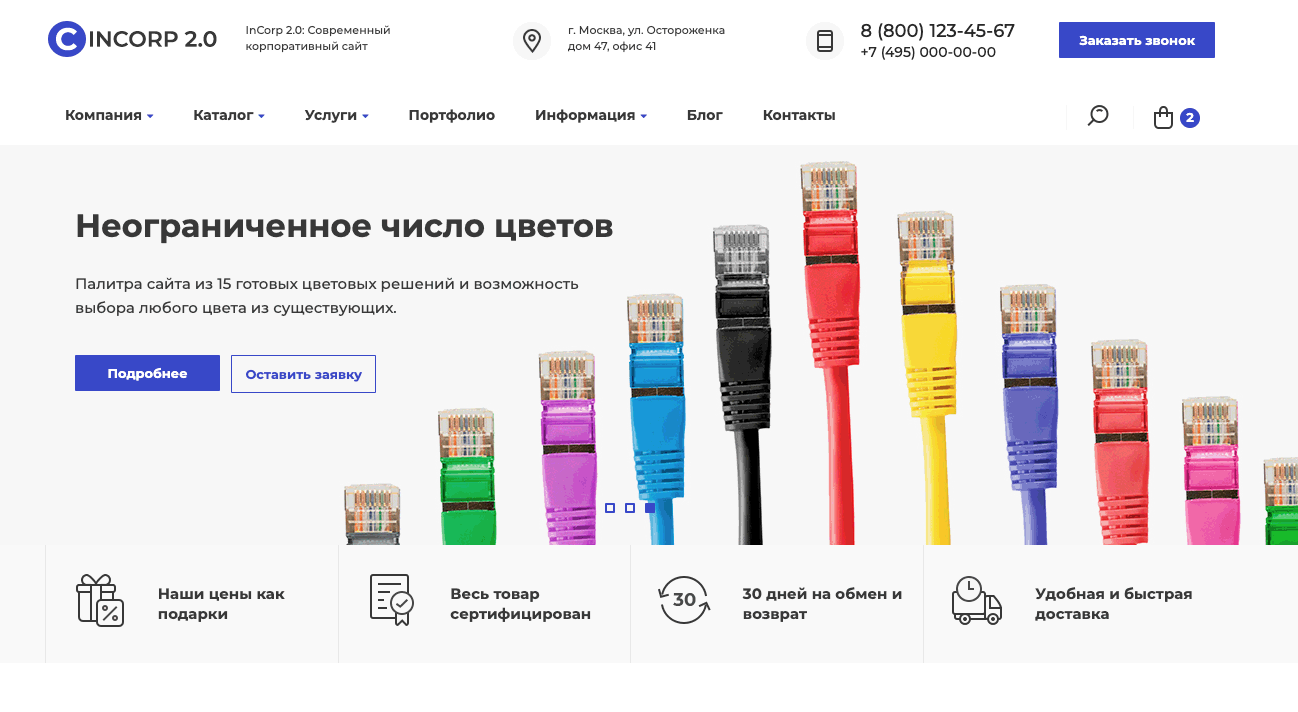 INCORP 2.0
InCorp 2.0: Современный
корпоративный сайт
г. Москва, ул. Остороженка
дом 47, офис 41
8 (800) 123-45-67
+7 (495) 000-00-00
Заказать звонок
Компания
Каталог
Услуги
Портфолио
Информация
Блог
Контакты
2
Неограниченное число цветов
Палитра сайта из 15 готовых цветовых решений и возможность
выбора любого цвета из существующих.
Подробнее
Оставить заявку
Наши цены как
подарки
Весь товар
сертифицирован
30
30 дней на обмен и
возврат
Удобная и быстрая
доставка